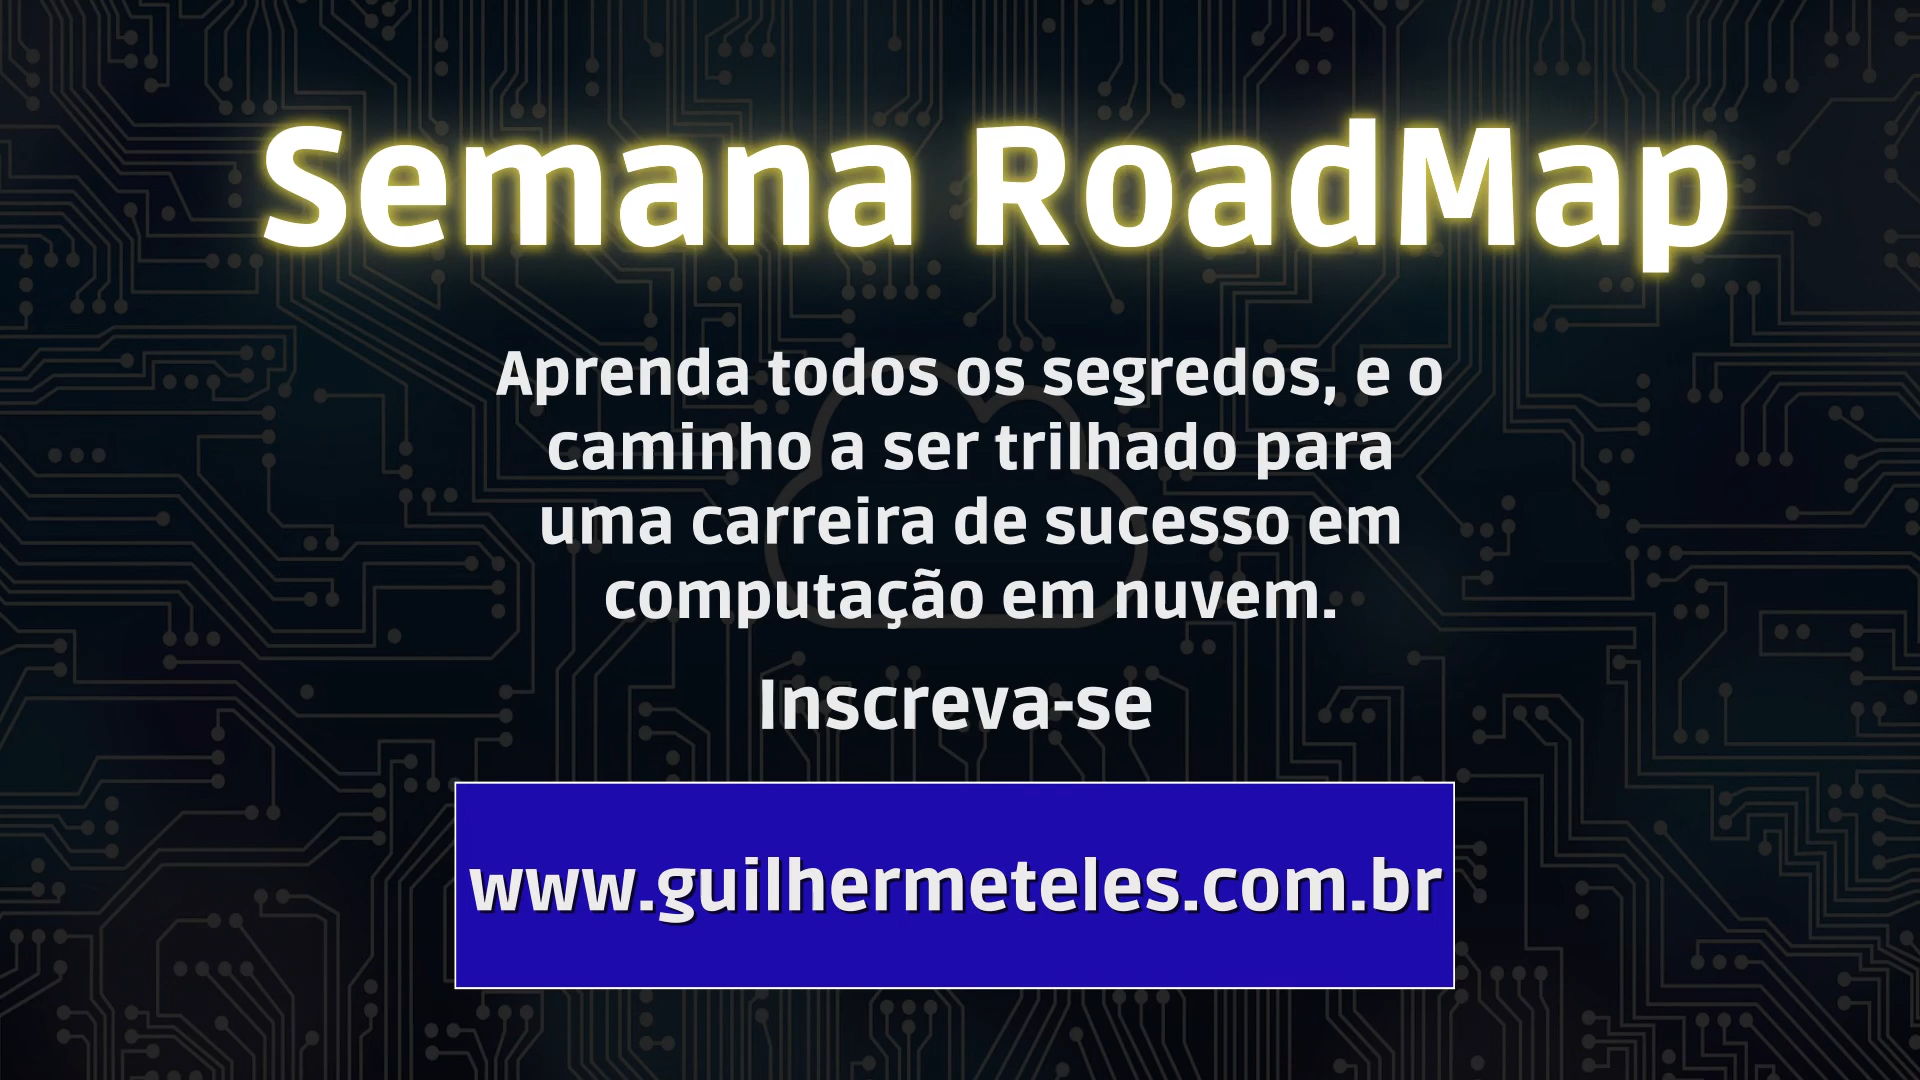 Semana RoadMap
Aprenda todos os segredos, e o
caminho a ser trilhado para
uma carreira de sucesso em
computação em nuvem.
Inscreva-se
www.guilhermeteles.com.br